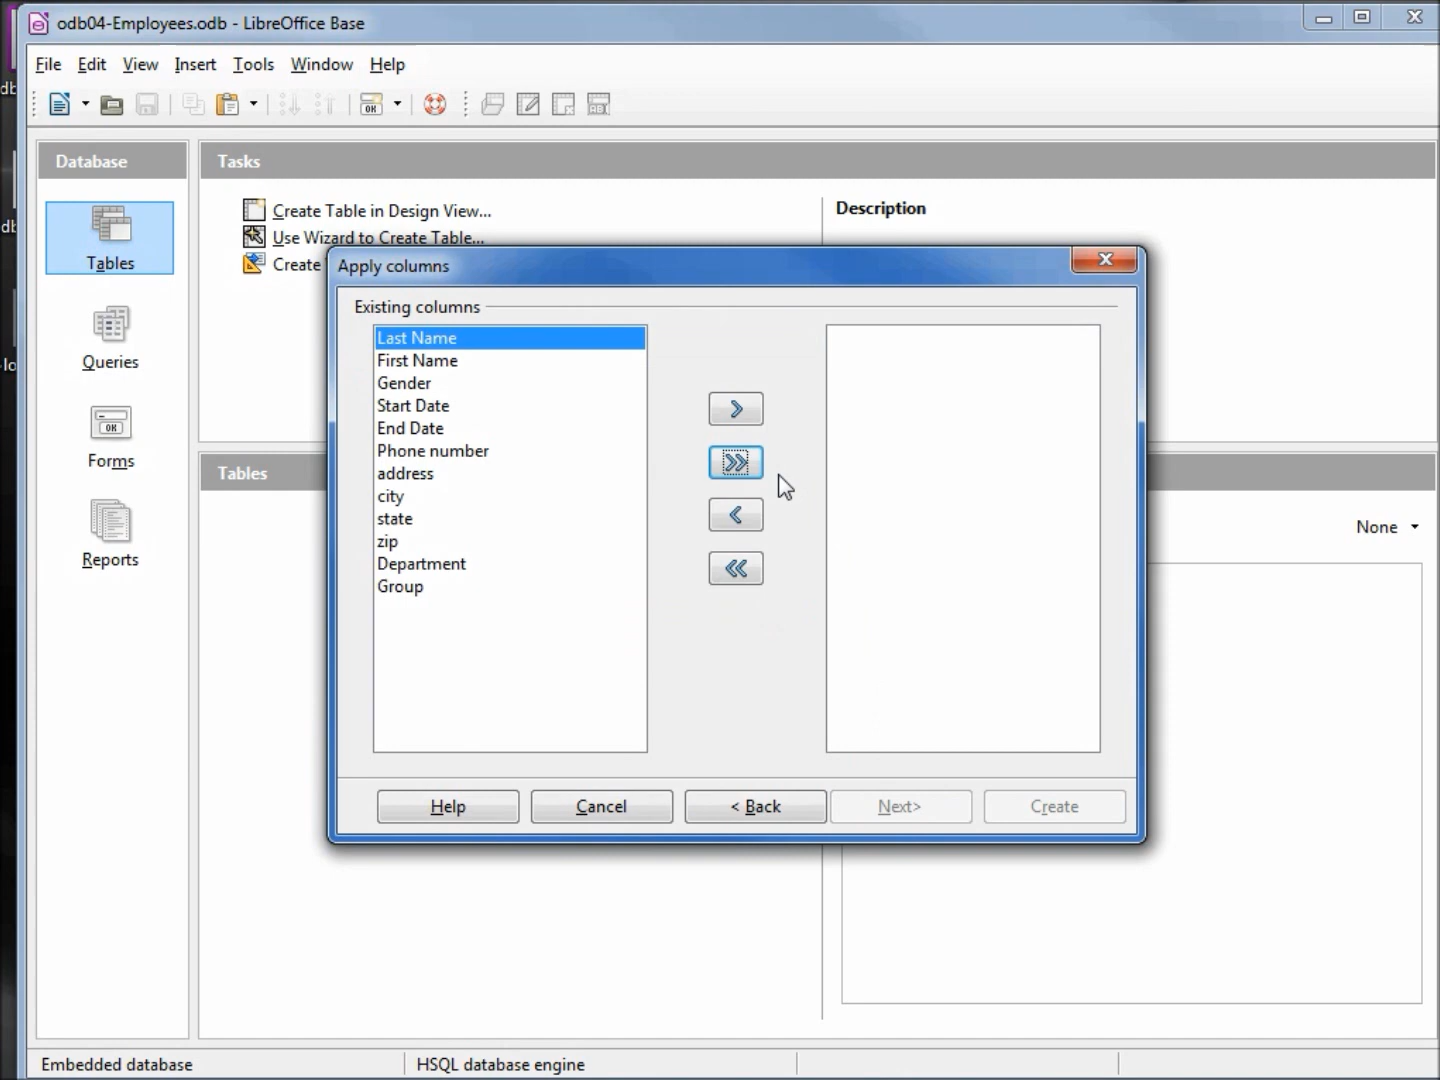 odb04-Employees.odb - LibreOffice Base
File Edit View Insert Tools Window Help
Database
Tasks
Create Table in Design View...
Description
Use Wizard to Create Table...
Create
Tables
Queries
Forms
Reports
Apply columns
Existing columns
Last Name
First Name
Gender
Start Date
End Date
Phone number
address
city
state
zip
Department
Group
Help
Cancel
< Back
Next>
Create
Tables
None
Embedded database
HSQL database engine